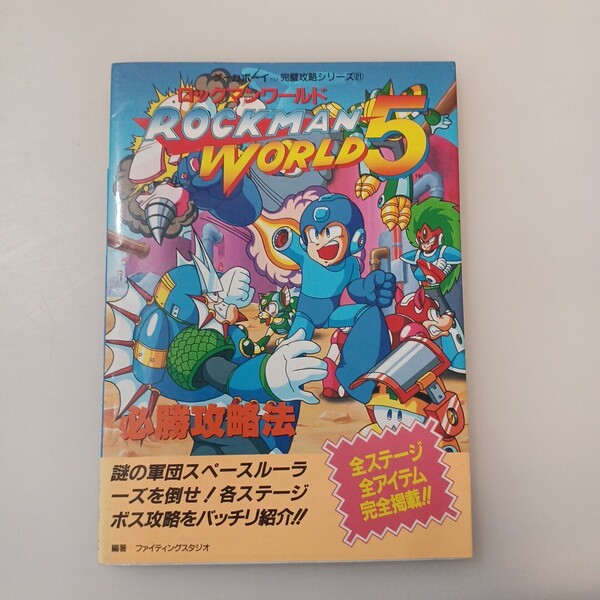 ゲームボーイ™完璧攻略シリーズ㉑
ロックマンワールド
ROCKMAN
WORLD5
™
必勝攻略法
謎の軍団スペースルーラ
ーズを倒せ!各ステージ
ボス攻略をバッチリ紹介!!
全ステージ
全アイテム
完全掲載!!
編著 ファイティングスタジオ